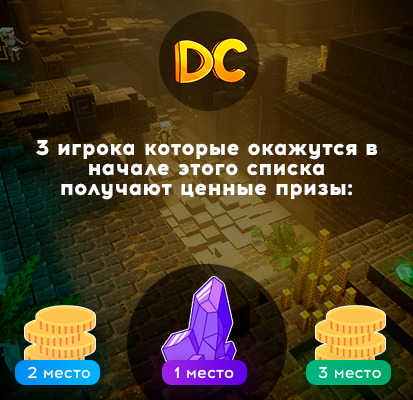 DC
3 игрока которые окажутся в
начале этого списка
получают ценные призы:
2 место
1 место
3 место